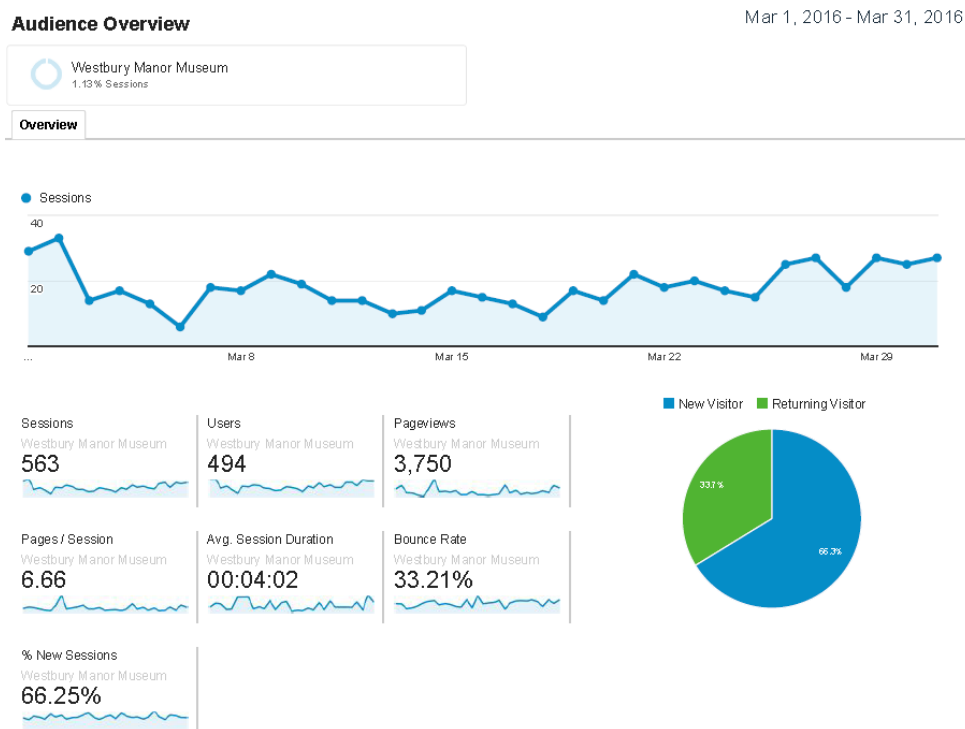 Audience Overview
Mar 1, 2016 - Mar 31, 2016
Westbury Manor Museum
1.13% Sessions
Overview
Sessions
40
20
...
Mar 8
Mar 15
Mar 22
Mar 29
New Visitor
Returning Visitor
33.7%
66.3%
Sessions
Westbury Manor Museum
563
Users
Westbury Manor Museum
494
Pageviews
Westbury Manor Museum
3,750
Pages / Session
Westbury Manor Museum
6.66
Avg. Session Duration
Westbury Manor Museum
00:04:02
Bounce Rate
Westbury Manor Museum
33.21%
% New Sessions
Westbury Manor Museum
66.25%